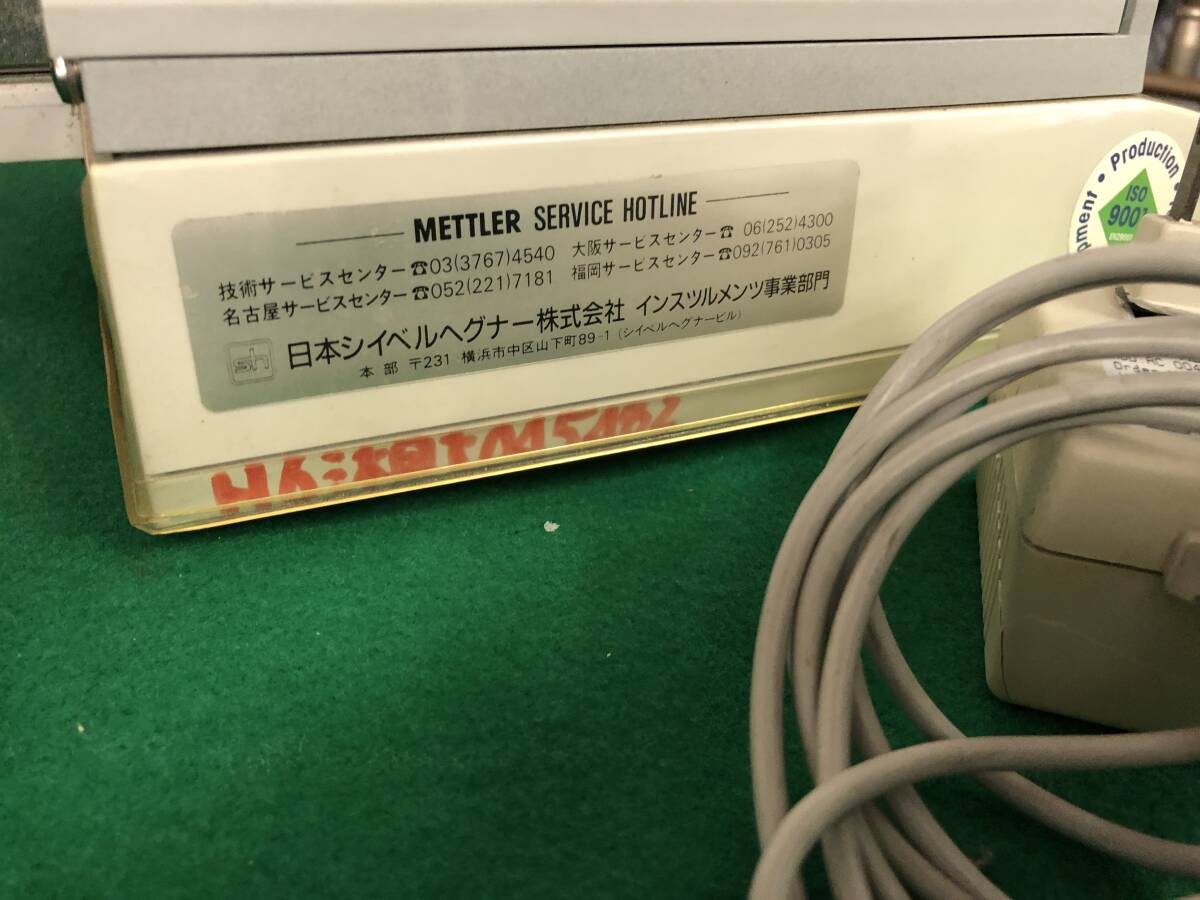 METTLER SERVICE HOTLINE
技術サービスセンター☎03(3767)4540 大阪サービスセンター☎ 06(252)4300
名古屋サービスセンター☎052(221)7181 福岡サービスセンター☎092(761)0305
sh 日本シイベルヘグナー株式会社 インスツルメンツ事業部門
本 部 〒231 横浜市中区山下町89-1 (シイベルヘグナービル)
• Production •
ISO
9001